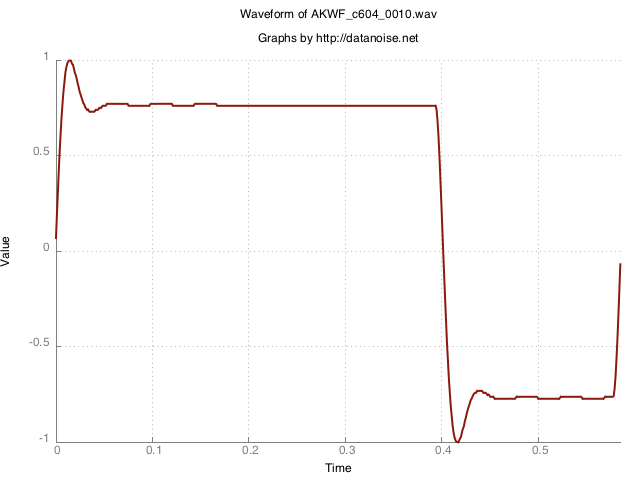 Waveform of AKWF_c604_0010.wav
Graphs by http://datanoise.net
1
0.5
0
-0.5
-1
Value
0 0.1 0.2 0.3 0.4 0.5
Time